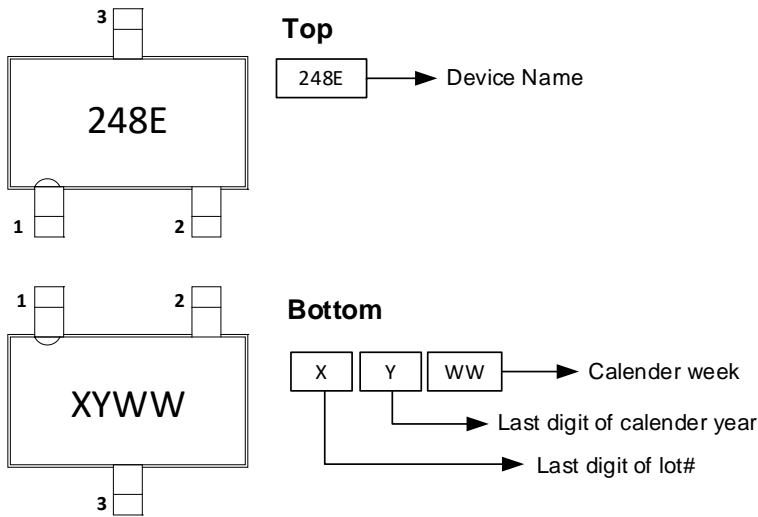 3
Top
248E
248E Device Name
1 2
1 2
Bottom
X Y WW Calender week
XYWW
Last digit of calender year
Last digit of lot#
3